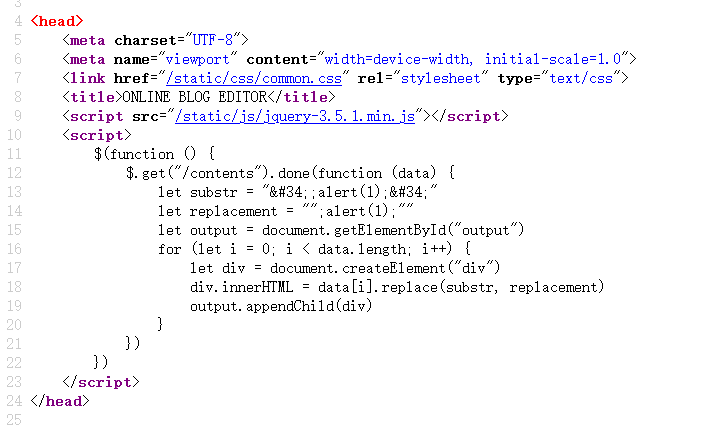 3
4 <head>
5     <meta charset="UTF-8">
6     <meta name="viewport" content="width=device-width, initial-scale=1.0">
7     <link href="/static/css/common.css" rel="stylesheet" type="text/css">
8     <title>ONLINE BLOG EDITOR</title>
9     <script src="/static/js/jquery-3.5.1.min.js"></script>
10     <script>
11         $(function () {
12             $.get("/contents").done(function (data) {
13                 let substr = "&#34;;alert(1);&#34;"
14                 let replacement = "";alert(1);""
15                 let output = document.getElementById("output")
16                 for (let i = 0; i < data.length; i++) {
17                     let div = document.createElement("div")
18                     div.innerHTML = data[i].replace(substr, replacement)
19                     output.appendChild(div)
20                 }
21             })
22         })
23     </script>
24 </head>
25